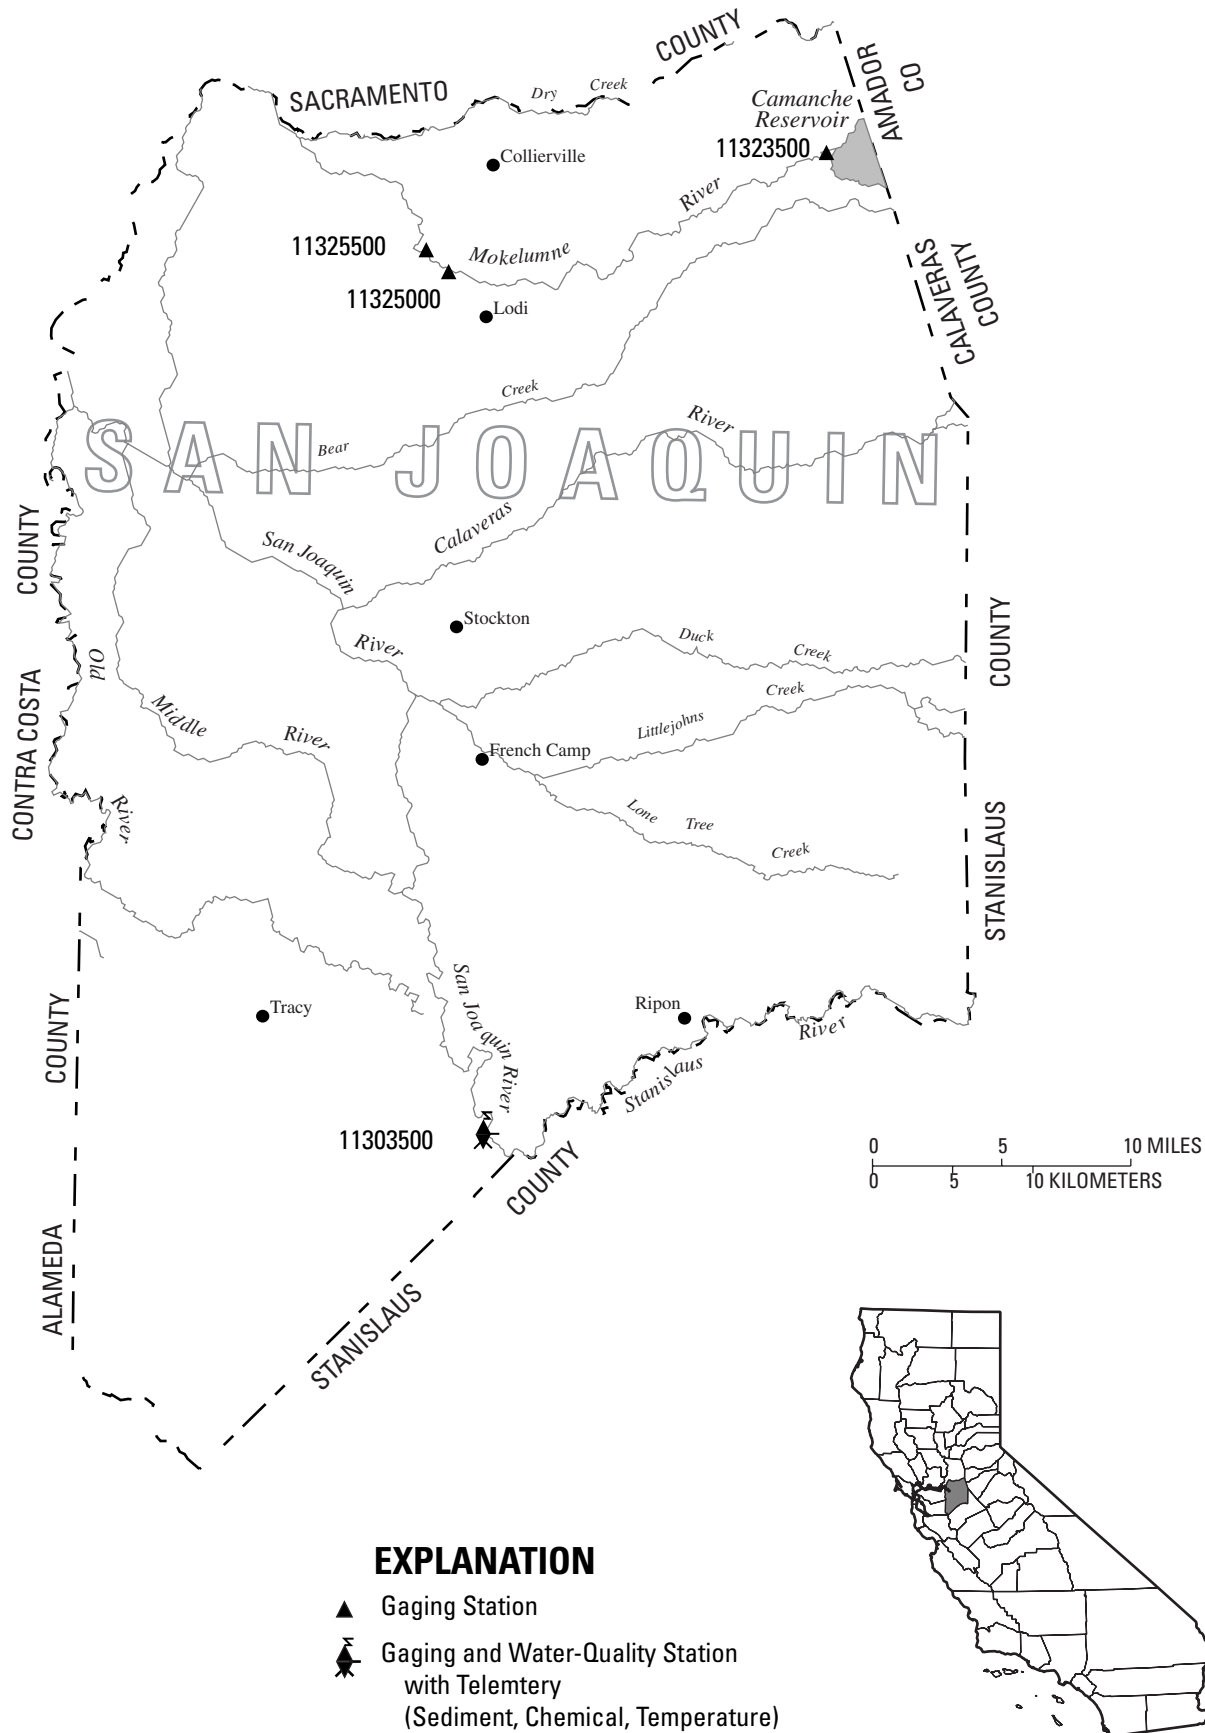 COUNTY
AMADOR
CO
SACRAMENTO
Dry
Creek
Camanche
Reservoir
11323500
Collierville
River
11325500
Mokelumne
11325000
Lodi
CALAVERAS
COUNTY
Creek
Bear
River
SAN JOAQUIN
Calaveras
San Joaquin
COUNTY
Stockton
River
Duck
Creek
COUNTY
Old
Middle
River
Creek
Littlejohns
French Camp
CONTRA COSTA
River
Lone
Tree
Creek
STANISLAUS
San Joaquin River
Tracy
Ripon
River
Stanislaus
COUNTY
11303500
COUNTY
0 5 10 MILES
0 5 10 KILOMETERS
ALAMEDA
STANISLAUS
EXPLANATION
Gaging Station
Gaging and Water-Quality Station
with Telemtery
(Sediment, Chemical, Temperature)